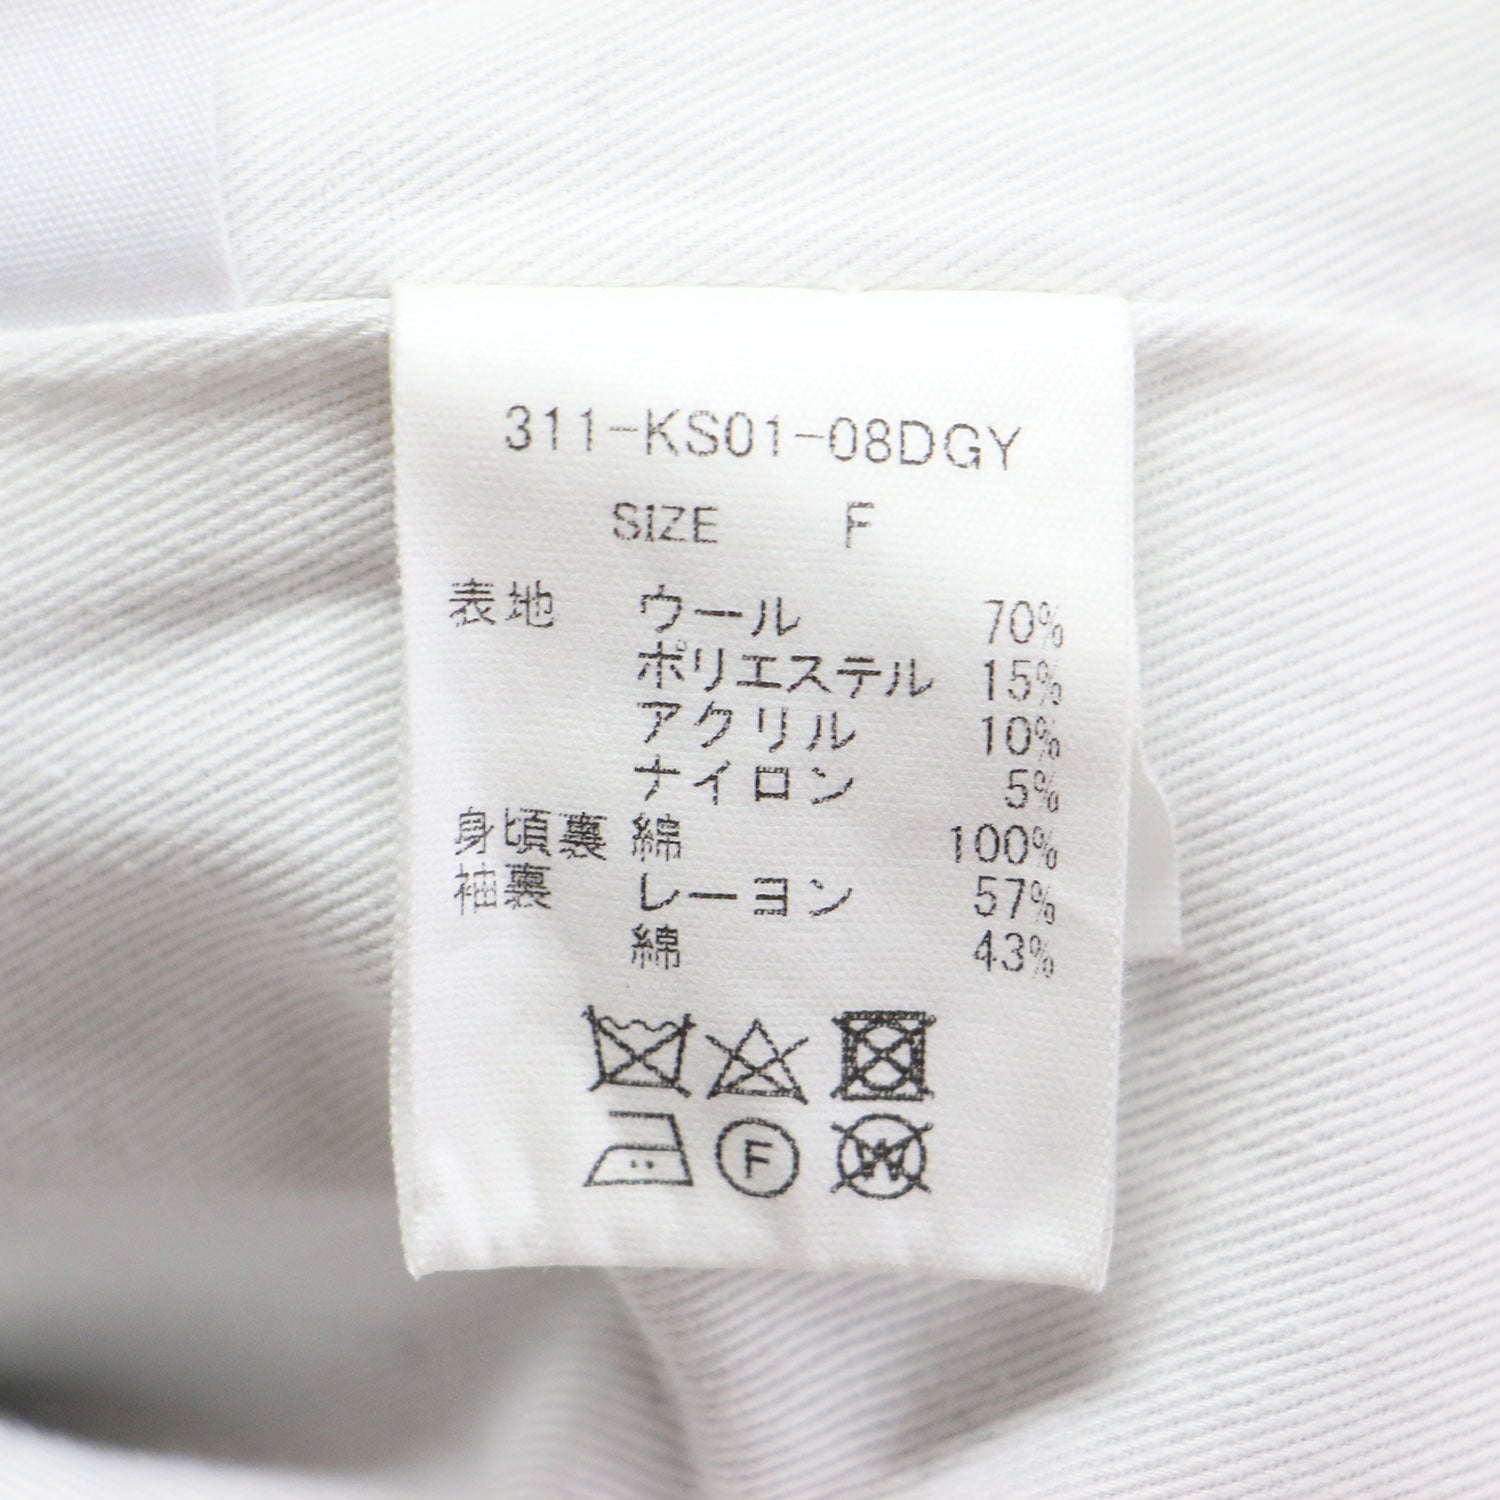 311-KS01-08DGY
SIZE F
表地 ウール 70%
ポリエステル 15%
アクリル 10%
ナイロン 5%
身頃裏 綿 100%
袖裏 レーヨン 57%
綿 43%
F W